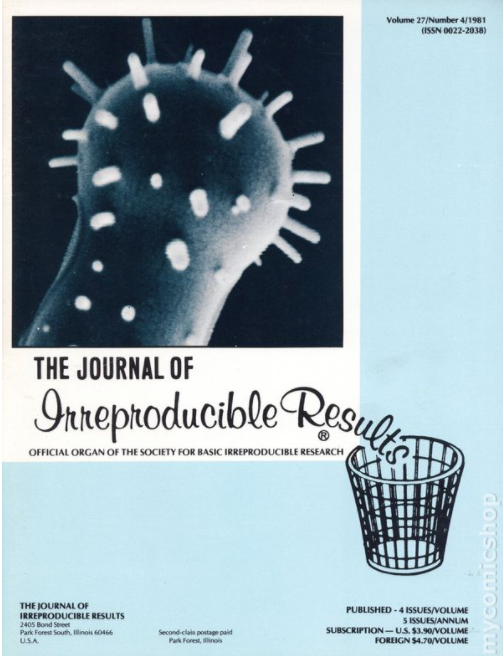 Volume 27/Number 4/1981
(ISSN 0022-2038)
THE JOURNAL OF
Irreproducible Results
®
OFFICIAL ORGAN OF THE SOCIETY FOR BASIC IRREPRODUCIBLE RESEARCH
THE JOURNAL OF
IRREPRODUCIBLE RESULTS
2405 Bond Street
Park Forest South, Illinois 60466
U.S.A.
Second-class postage paid
Park Forest, Illinois
PUBLISHED - 4 ISSUES/VOLUME
5 ISSUES/ANNUM
SUBSCRIPTION — U.S. $3.90/VOLUME
FOREIGN $4.70/VOLUME
mycomicshop